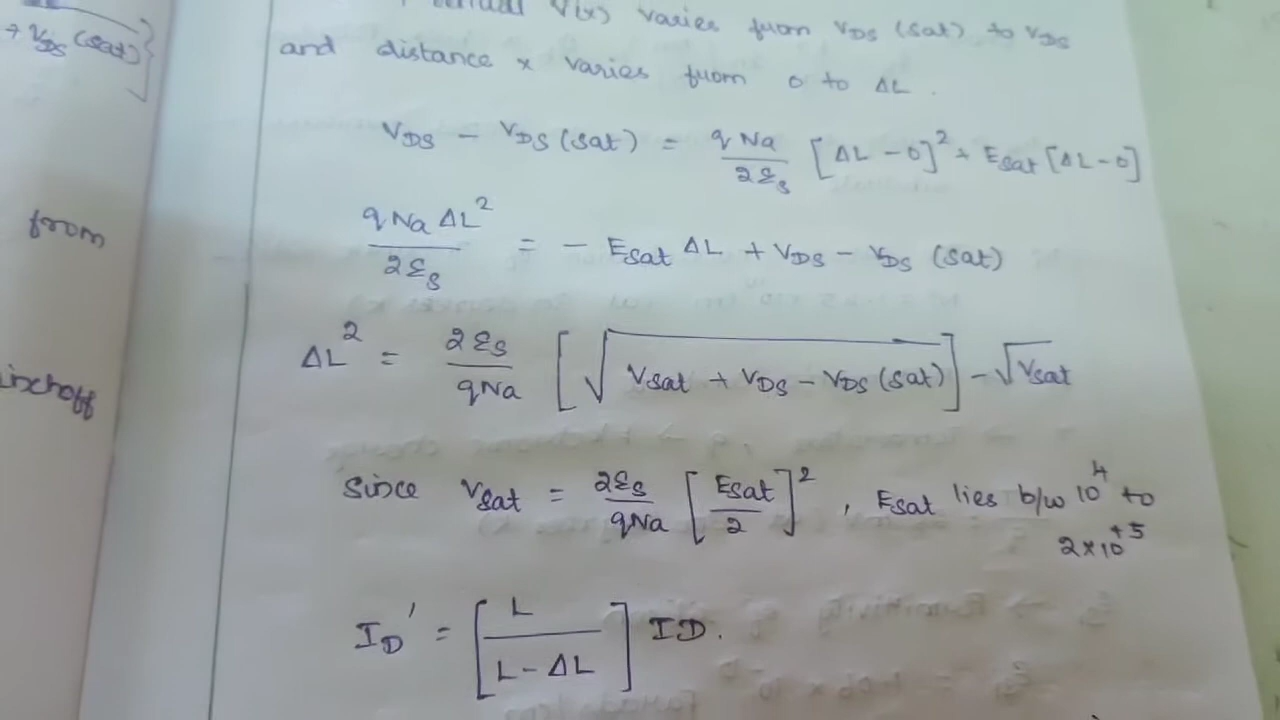 V(x) varies from VDS (sat) to VDS
and distance x varies from 0 to ΔL.
VDS - VDS (sat) = qNa/2εs [ΔL - 0]² + Esat [ΔL - 0]
qNa ΔL²/2εs = - Esat ΔL + VDS - VDS (sat)
ΔL² = 2εs/qNa [√(Vsat + VDS - VDS (sat))] - √Vsat
Since Vsat = 2εs/qNa [Esat/2]², Esat lies b/w 10⁴ to
2×10⁺⁵
ID' = [L/(L - ΔL)] ID.
+ VDS (sat)}
from